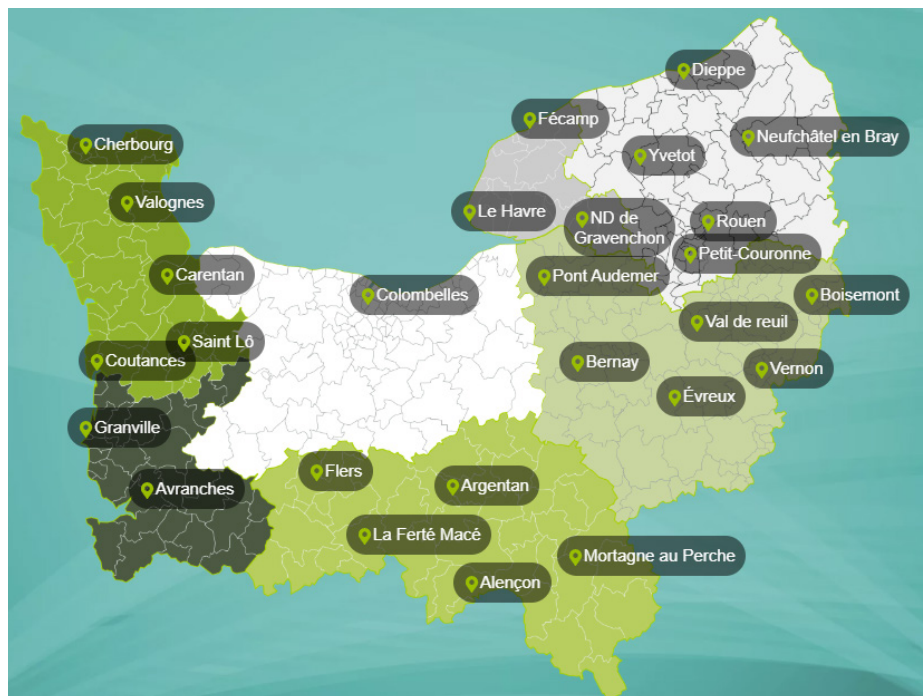 Dieppe
Fécamp
Neufchâtel en Bray
Cherbourg
Yvetot
Valognes
Le Havre
ND de
Gravenchon
Rouen
Petit-Couronne
Carentan
Pont Audemer
Colombelles
Boisemont
Val de reuil
Saint Lô
Coutances
Bernay
Vernon
Évreux
Granville
Flers
Argentan
Avranches
La Ferté Macé
Mortagne au Perche
Alençon